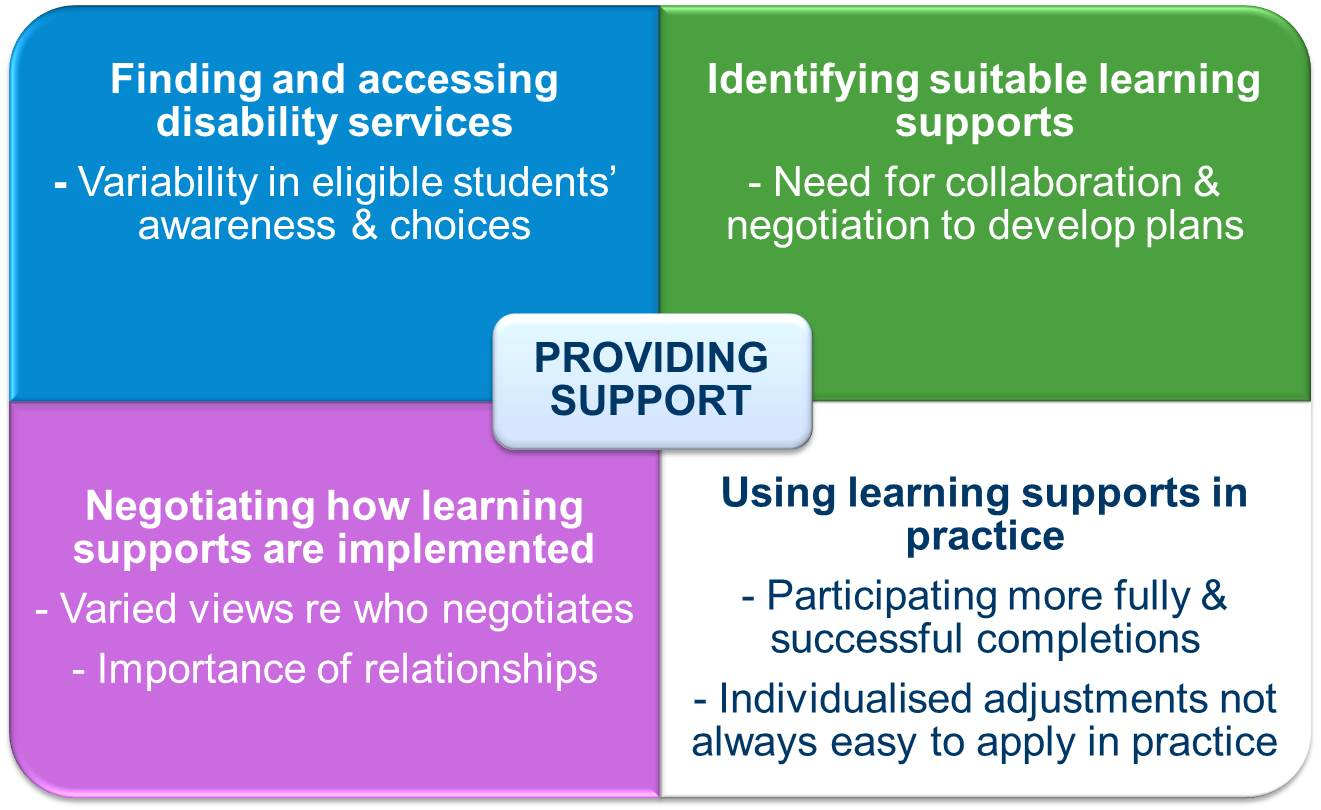 Finding and accessing
disability services
- Variability in eligible students’
awareness & choices
Identifying suitable learning
supports
- Need for collaboration &
negotiation to develop plans
PROVIDING
SUPPORT
Negotiating how learning
supports are implemented
- Varied views re who negotiates
- Importance of relationships
Using learning supports in
practice
- Participating more fully &
successful completions
- Individualised adjustments not
always easy to apply in practice